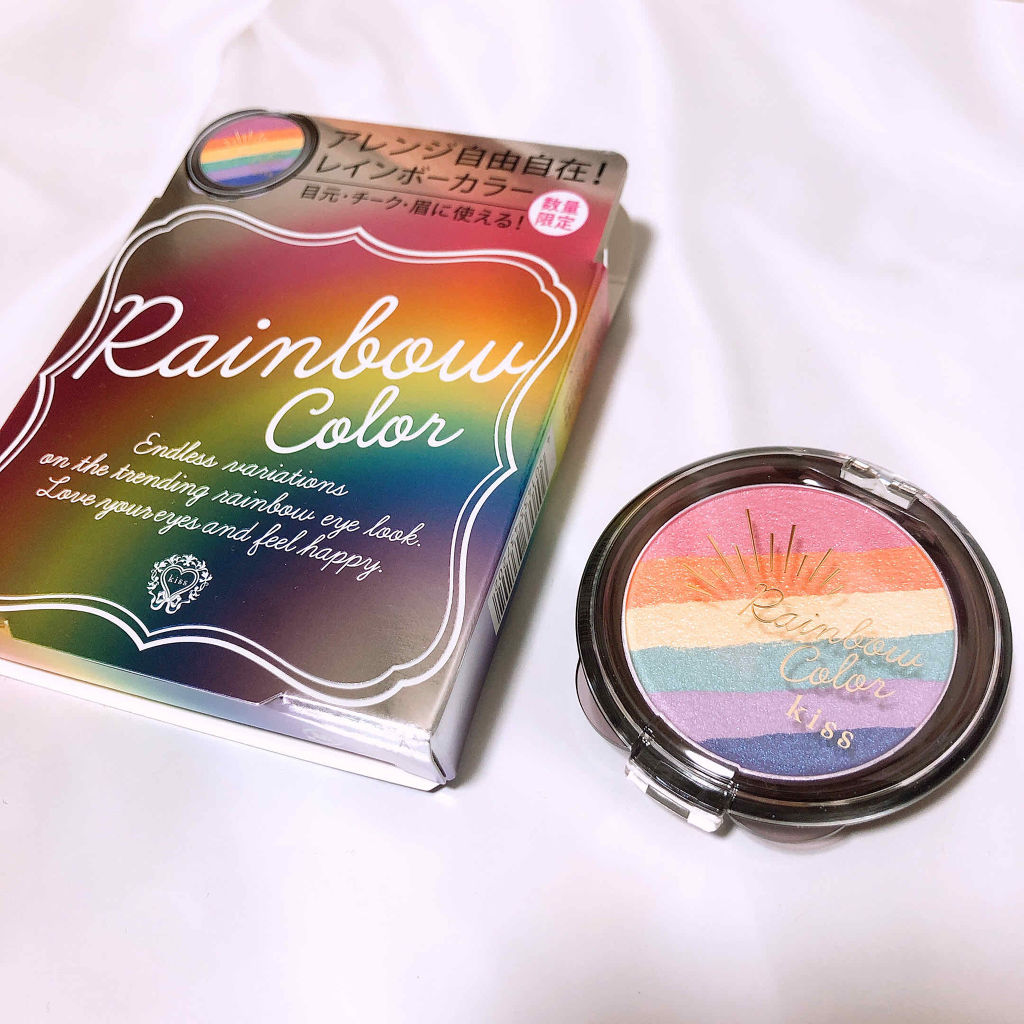 アレンジ自由自在!
レインボーカラー
目元・チーク・眉に使える!
数量
限定
Rainbow
Color
Endless variations
on the trending rainbow eye look.
Love your eyes and feel happy.
kiss
Rainbow
Color
kiss